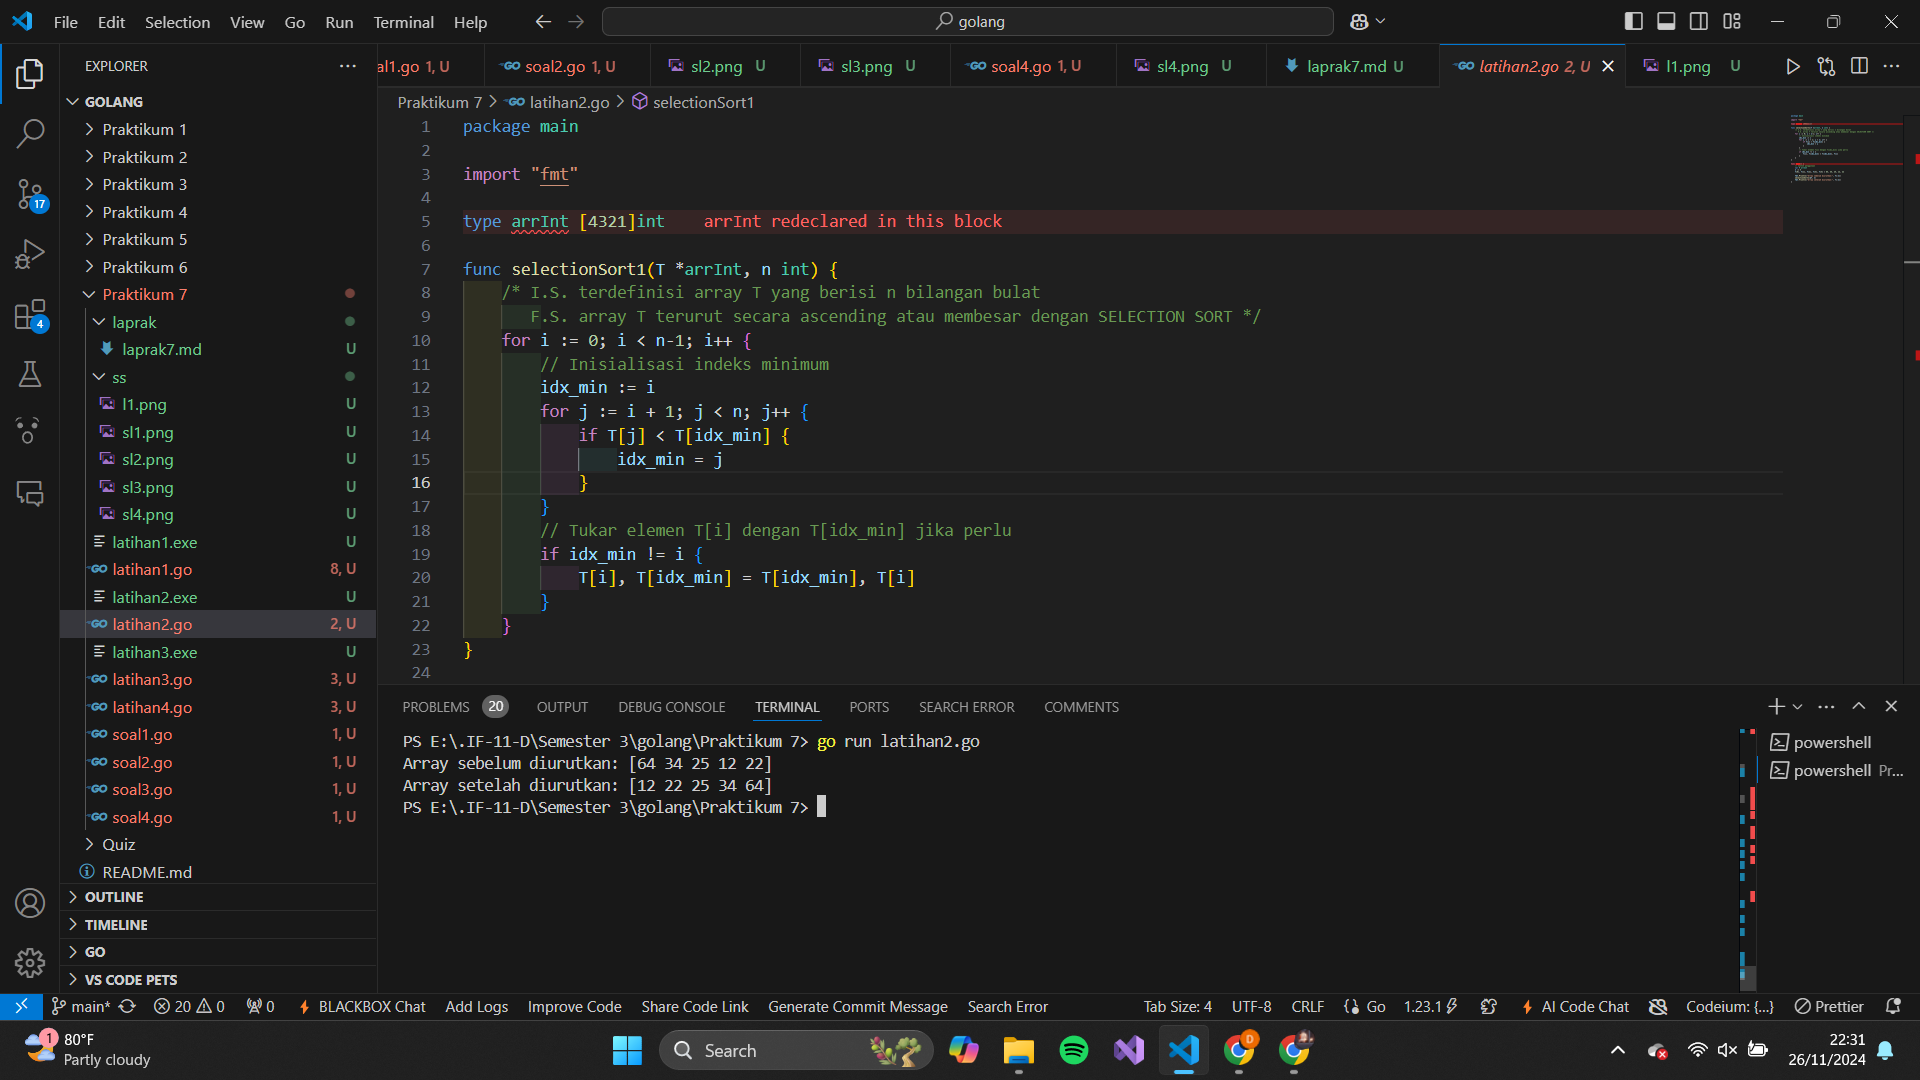 File Edit Selection View Go Run Terminal Help
golang
EXPLORER
GOLANG
Praktikum 1
Praktikum 2
Praktikum 3
Praktikum 4
Praktikum 5
Praktikum 6
Praktikum 7
laprak
laprak7.md U
ss
l1.png U
sl1.png U
sl2.png U
sl3.png U
sl4.png U
latihan1.exe U
latihan1.go 8, U
latihan2.exe U
latihan2.go 2, U
latihan3.exe U
latihan3.go 3, U
latihan4.go 3, U
soal1.go 1, U
soal2.go 1, U
soal3.go 1, U
soal4.go 1, U
Quiz
README.md
OUTLINE
TIMELINE
GO
VS CODE PETS
17
4
al1.go 1, U soal2.go 1, U sl2.png U sl3.png U soal4.go 1, U sl4.png U laprak7.md U latihan2.go 2, U l1.png U
Praktikum 7 > latihan2.go > selectionSort1
1 package main
2
3 import "fmt"
4
5 type arrInt [4321]int arrInt redeclared in this block
6
7 func selectionSort1(T *arrInt, n int) {
8 /* I.S. terdefinisi array T yang berisi n bilangan bulat
9 F.S. array T terurut secara ascending atau membesar dengan SELECTION SORT */
10 for i := 0; i < n-1; i++ {
11 // Inisialisasi indeks minimum
12 idx_min := i
13 for j := i + 1; j < n; j++ {
14 if T[j] < T[idx_min] {
15 idx_min = j
16 }
17 }
18 // Tukar elemen T[i] dengan T[idx_min] jika perlu
19 if idx_min != i {
20 T[i], T[idx_min] = T[idx_min], T[i]
21 }
22 }
23 }
24
PROBLEMS 20 OUTPUT DEBUG CONSOLE TERMINAL PORTS SEARCH ERROR COMMENTS
PS E:\.IF-11-D\Semester 3\golang\Praktikum 7> go run latihan2.go
Array sebelum diurutkan: [64 34 25 12 22]
Array setelah diurutkan: [12 22 25 34 64]
PS E:\.IF-11-D\Semester 3\golang\Praktikum 7>
powershell
powershell Pr...
main* 20 0 0 BLACKBOX Chat Add Logs Improve Code Share Code Link Generate Commit Message Search Error Tab Size: 4 UTF-8 CRLF Go 1.23.1 AI Code Chat Codeium: {...} Prettier
1
80°F
Partly cloudy
Search
D
22:31
26/11/2024